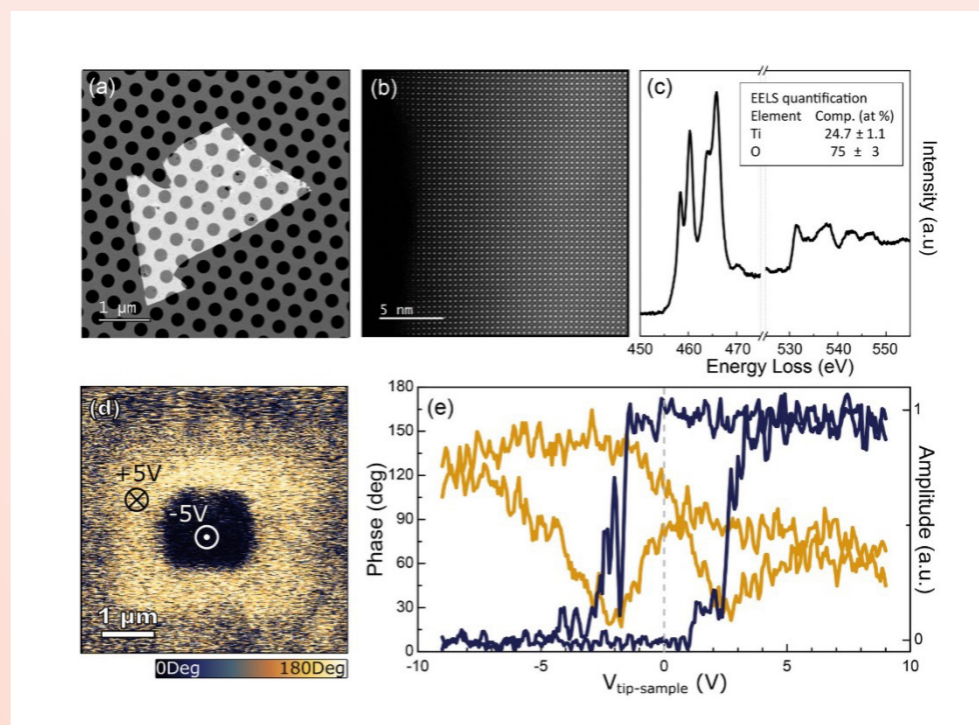 (a)
1 μm
(b)
5 nm
(c)
EELS quantification
Element Comp. (at %)
Ti 24.7 ± 1.1
O 75 ± 3
Intensity (a.u)
450 460 470 530 540 550
Energy Loss (eV)
(d)
+5V
-5V
1 μm
0Deg 180Deg
(e)
180
150
120
90
60
30
0
Phase (deg)
1
0
Amplitude (a.u.)
-10 -5 0 5 10
Vtip-sample (V)